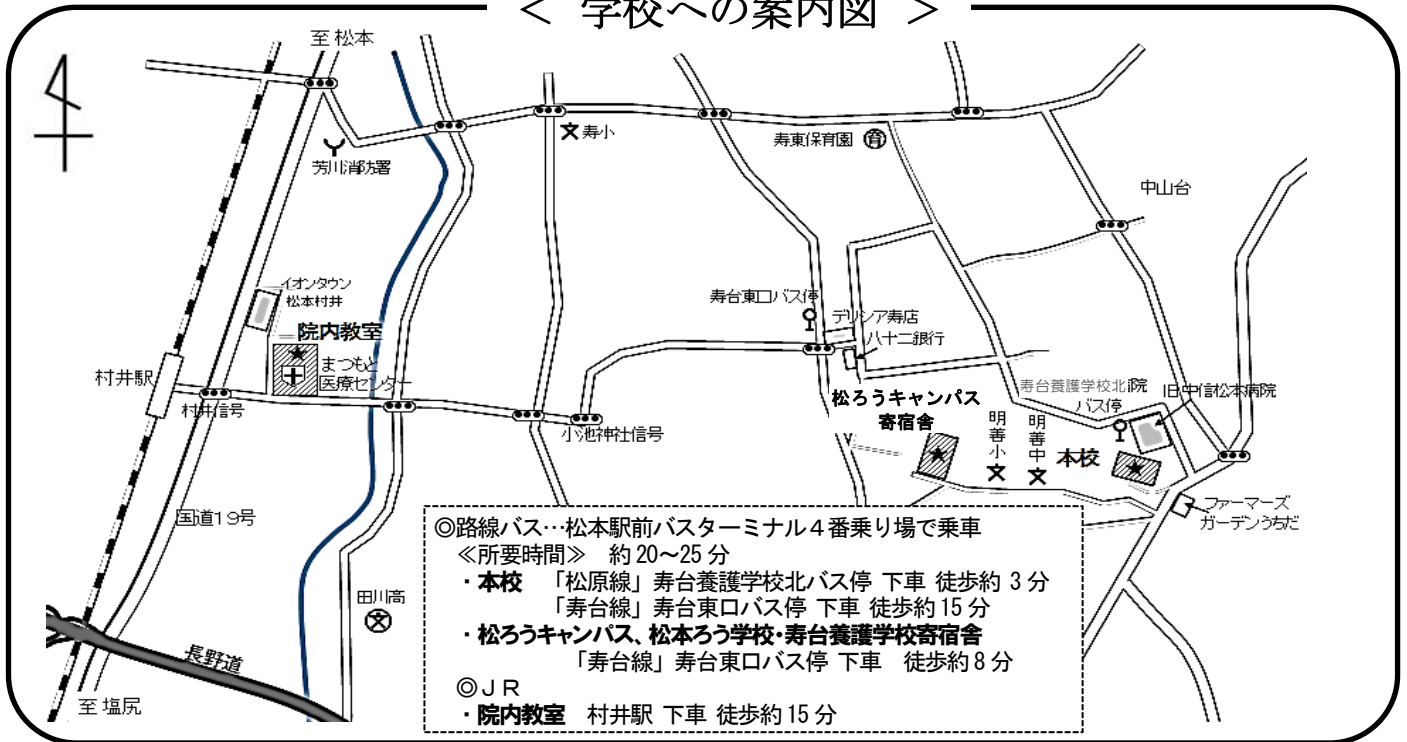 ＜ 学校への案内図 ＞
至 松本
芳川消防署
寿小
寿東保育園 育
中山台
イオンタウン
松本村井
院内教室
まつもと
医療センター
村井駅
村井信号
小池神社信号
寿台東口バス停
デリシア寿店
八十二銀行
松ろうキャンパス
寄宿舎
明善小
明善中
本校
寿台養護学校北
バス停
旧中信松本病院
ファーマーズ
ガーデンうちだ
国道19号
田川高
長野道
至 塩尻
◎路線バス…松本駅前バスターミナル４番乗り場で乗車
≪所要時間≫ 約20～25分
・本校 「松原線」寿台養護学校北バス停 下車 徒歩約 3 分
「寿台線」寿台東口バス停 下車 徒歩約 15 分
・松ろうキャンパス、松本ろう学校・寿台養護学校寄宿舎
「寿台線」寿台東口バス停 下車 徒歩約 8 分
◎ＪＲ
・院内教室 村井駅 下車 徒歩約 15 分